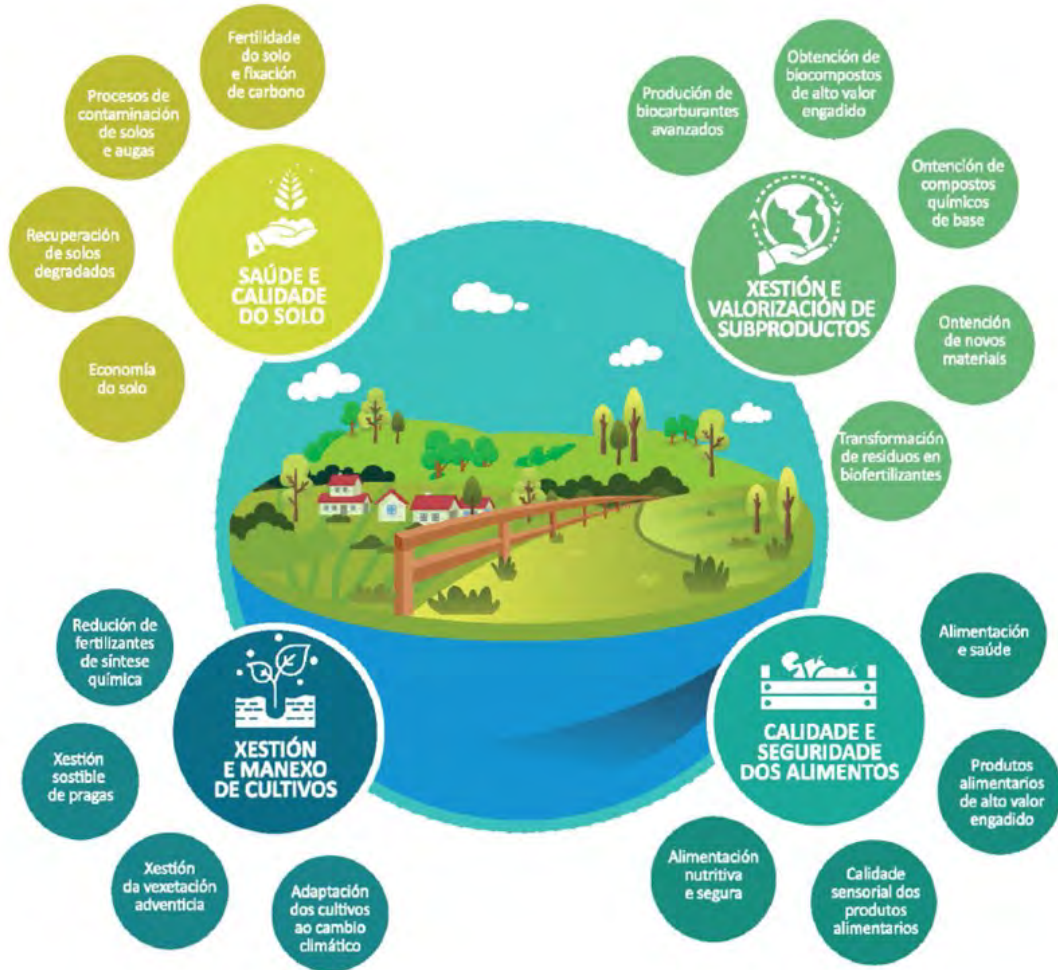 Fertilidade
do solo
e fixación
de carbono
Procesos de
contaminación
de solos
e augas
Recuperación
de solos
degradados
Economía
do solo
SAÚDE E
CALIDADE
DO SOLO
Produción de
biocarburantes
avanzados
Obtención de
biocompostos
de alto valor
engadido
Ontención de
compostos
químicos
de base
Ontención
de novos
materiais
Transformación
de residuos en
biofertilizantes
XESTIÓN E
VALORIZACIÓN DE
SUBPRODUCTOS
Redución de
fertilizantes
de síntese
química
Xestión
sostible
de pragas
Xestión
da vexetación
adventicia
Adaptación
dos cultivos
ao cambio
climático
XESTIÓN
E MANEXO
DE CULTIVOS
CALIDADE E
SEGURIDADE
DOS ALIMENTOS
Alimentación
e saúde
Produtos
alimentarios
de alto valor
engadido
Calidade
sensorial dos
produtos
alimentarios
Alimentación
nutritiva
e segura